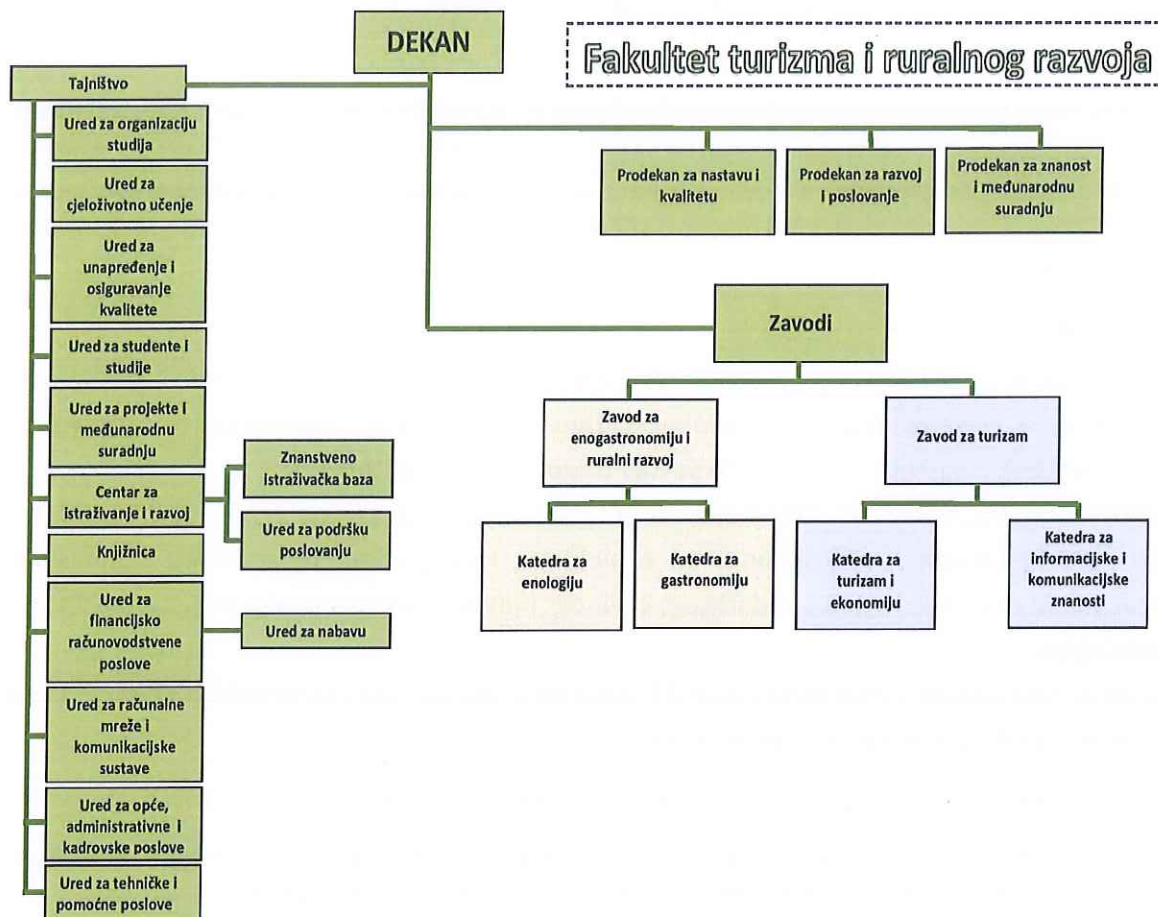 DEKAN
Fakultet turizma i ruralnog razvoja
Tajništvo
Ured za organizaciju
studija
Ured za
cjeloživotno učenje
Ured za
unapređenje i
osiguravanje
kvalitete
Ured za studente i
studije
Ured za projekte i
međunarodnu
suradnju
Centar za
istraživanje i razvoj
Znanstveno
istraživačka baza
Ured za podršku
poslovanju
Knjižnica
Ured za
financijsko
računovodstvene
poslove
Ured za nabavu
Ured za računalne
mreže i
komunikacijske
sustave
Ured za opće,
administrativne i
kadrovske poslove
Ured za tehničke i
pomoćne poslove
Prodekan za nastavu i
kvalitetu
Prodekan za razvoj
i poslovanje
Prodekan za znanost
i međunarodnu
suradnju
Zavodi
Zavod za
enogastronomiju i
ruralni razvoj
Zavod za turizam
Katedra za
enologiju
Katedra za
gastronomiju
Katedra za
turizam i
ekonomiju
Katedra za
informacijske i
komunikacijske
znanosti